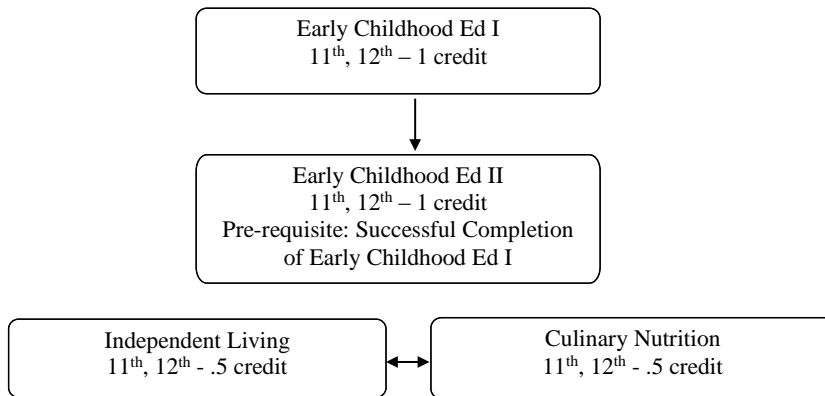 Early Childhood Ed I
11th, 12th – 1 credit
Early Childhood Ed II
11th, 12th – 1 credit
Pre-requisite: Successful Completion
of Early Childhood Ed I
Independent Living
11th, 12th - .5 credit
Culinary Nutrition
11th, 12th - .5 credit